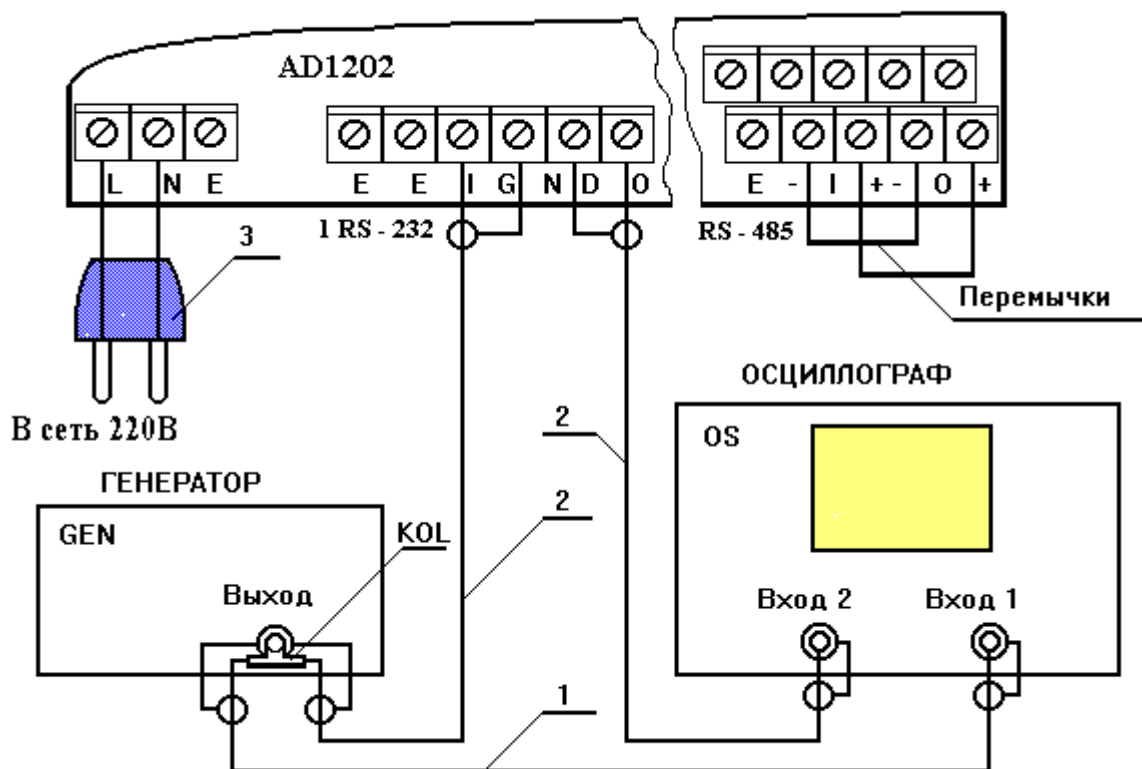 AD1202
L N E
E E I G N D O
E - I + - O +
1 RS - 232
RS - 485
3
Перемычки
В сеть 220В
ОСЦИЛЛОГРАФ
OS
2
ГЕНЕРАТОР
2
GEN
KOL
Выход
Вход 2
Вход 1
1